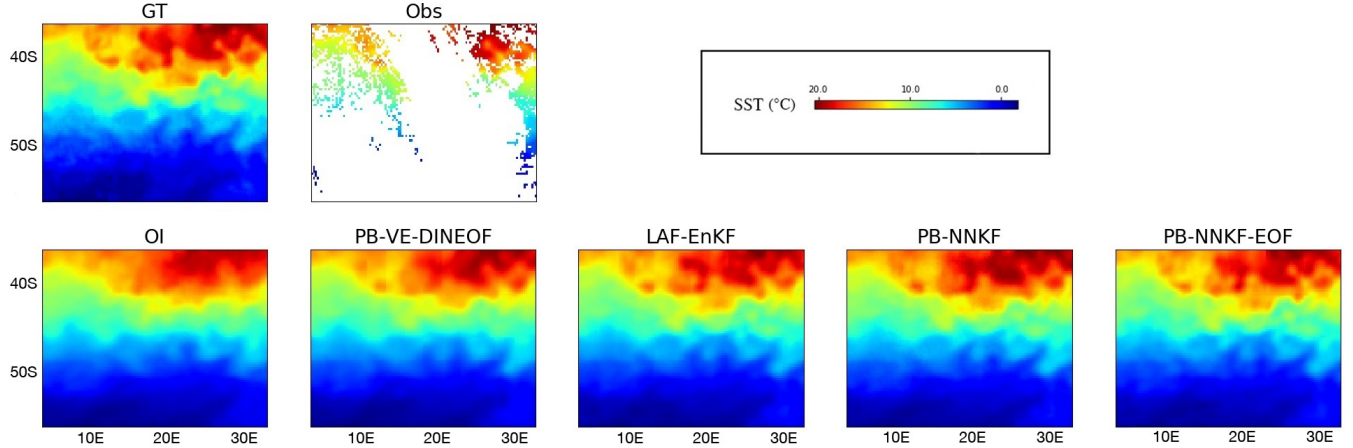 GT Obs
40S
50S
SST (°C) 20.0 10.0 0.0
OI PB-VE-DINEOF LAF-EnKF PB-NNKF PB-NNKF-EOF
40S
50S
10E 20E 30E 10E 20E 30E 10E 20E 30E 10E 20E 30E 10E 20E 30E